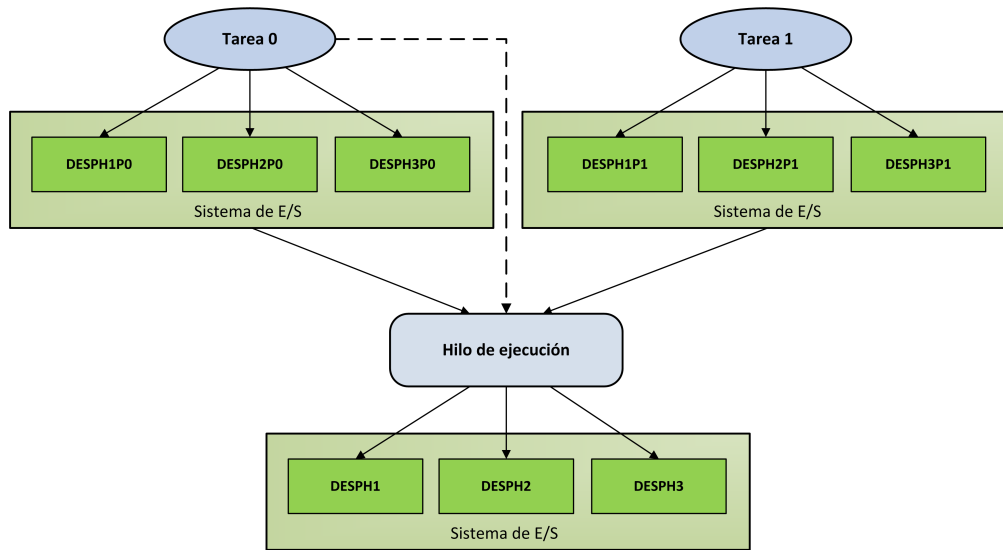 Tarea 0
Tarea 1
DESPH1P0
DESPH2P0
DESPH3P0
Sistema de E/S
DESPH1P1
DESPH2P1
DESPH3P1
Sistema de E/S
Hilo de ejecución
DESPH1
DESPH2
DESPH3
Sistema de E/S